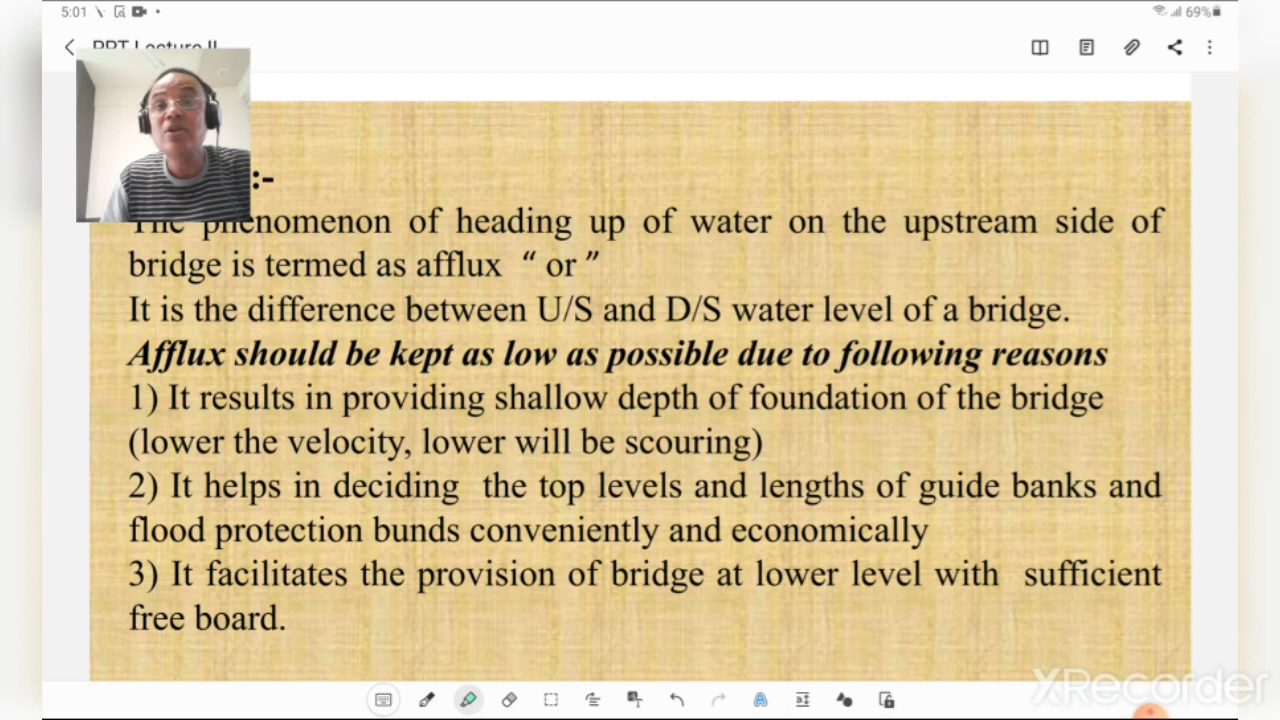 5:01
69%
PPT Lecture II
:-
The phenomenon of heading up of water on the upstream side of
bridge is termed as afflux “ or ”
It is the difference between U/S and D/S water level of a bridge.
Afflux should be kept as low as possible due to following reasons
1) It results in providing shallow depth of foundation of the bridge
(lower the velocity, lower will be scouring)
2) It helps in deciding the top levels and lengths of guide banks and
flood protection bunds conveniently and economically
3) It facilitates the provision of bridge at lower level with sufficient
free board.
XRecorder